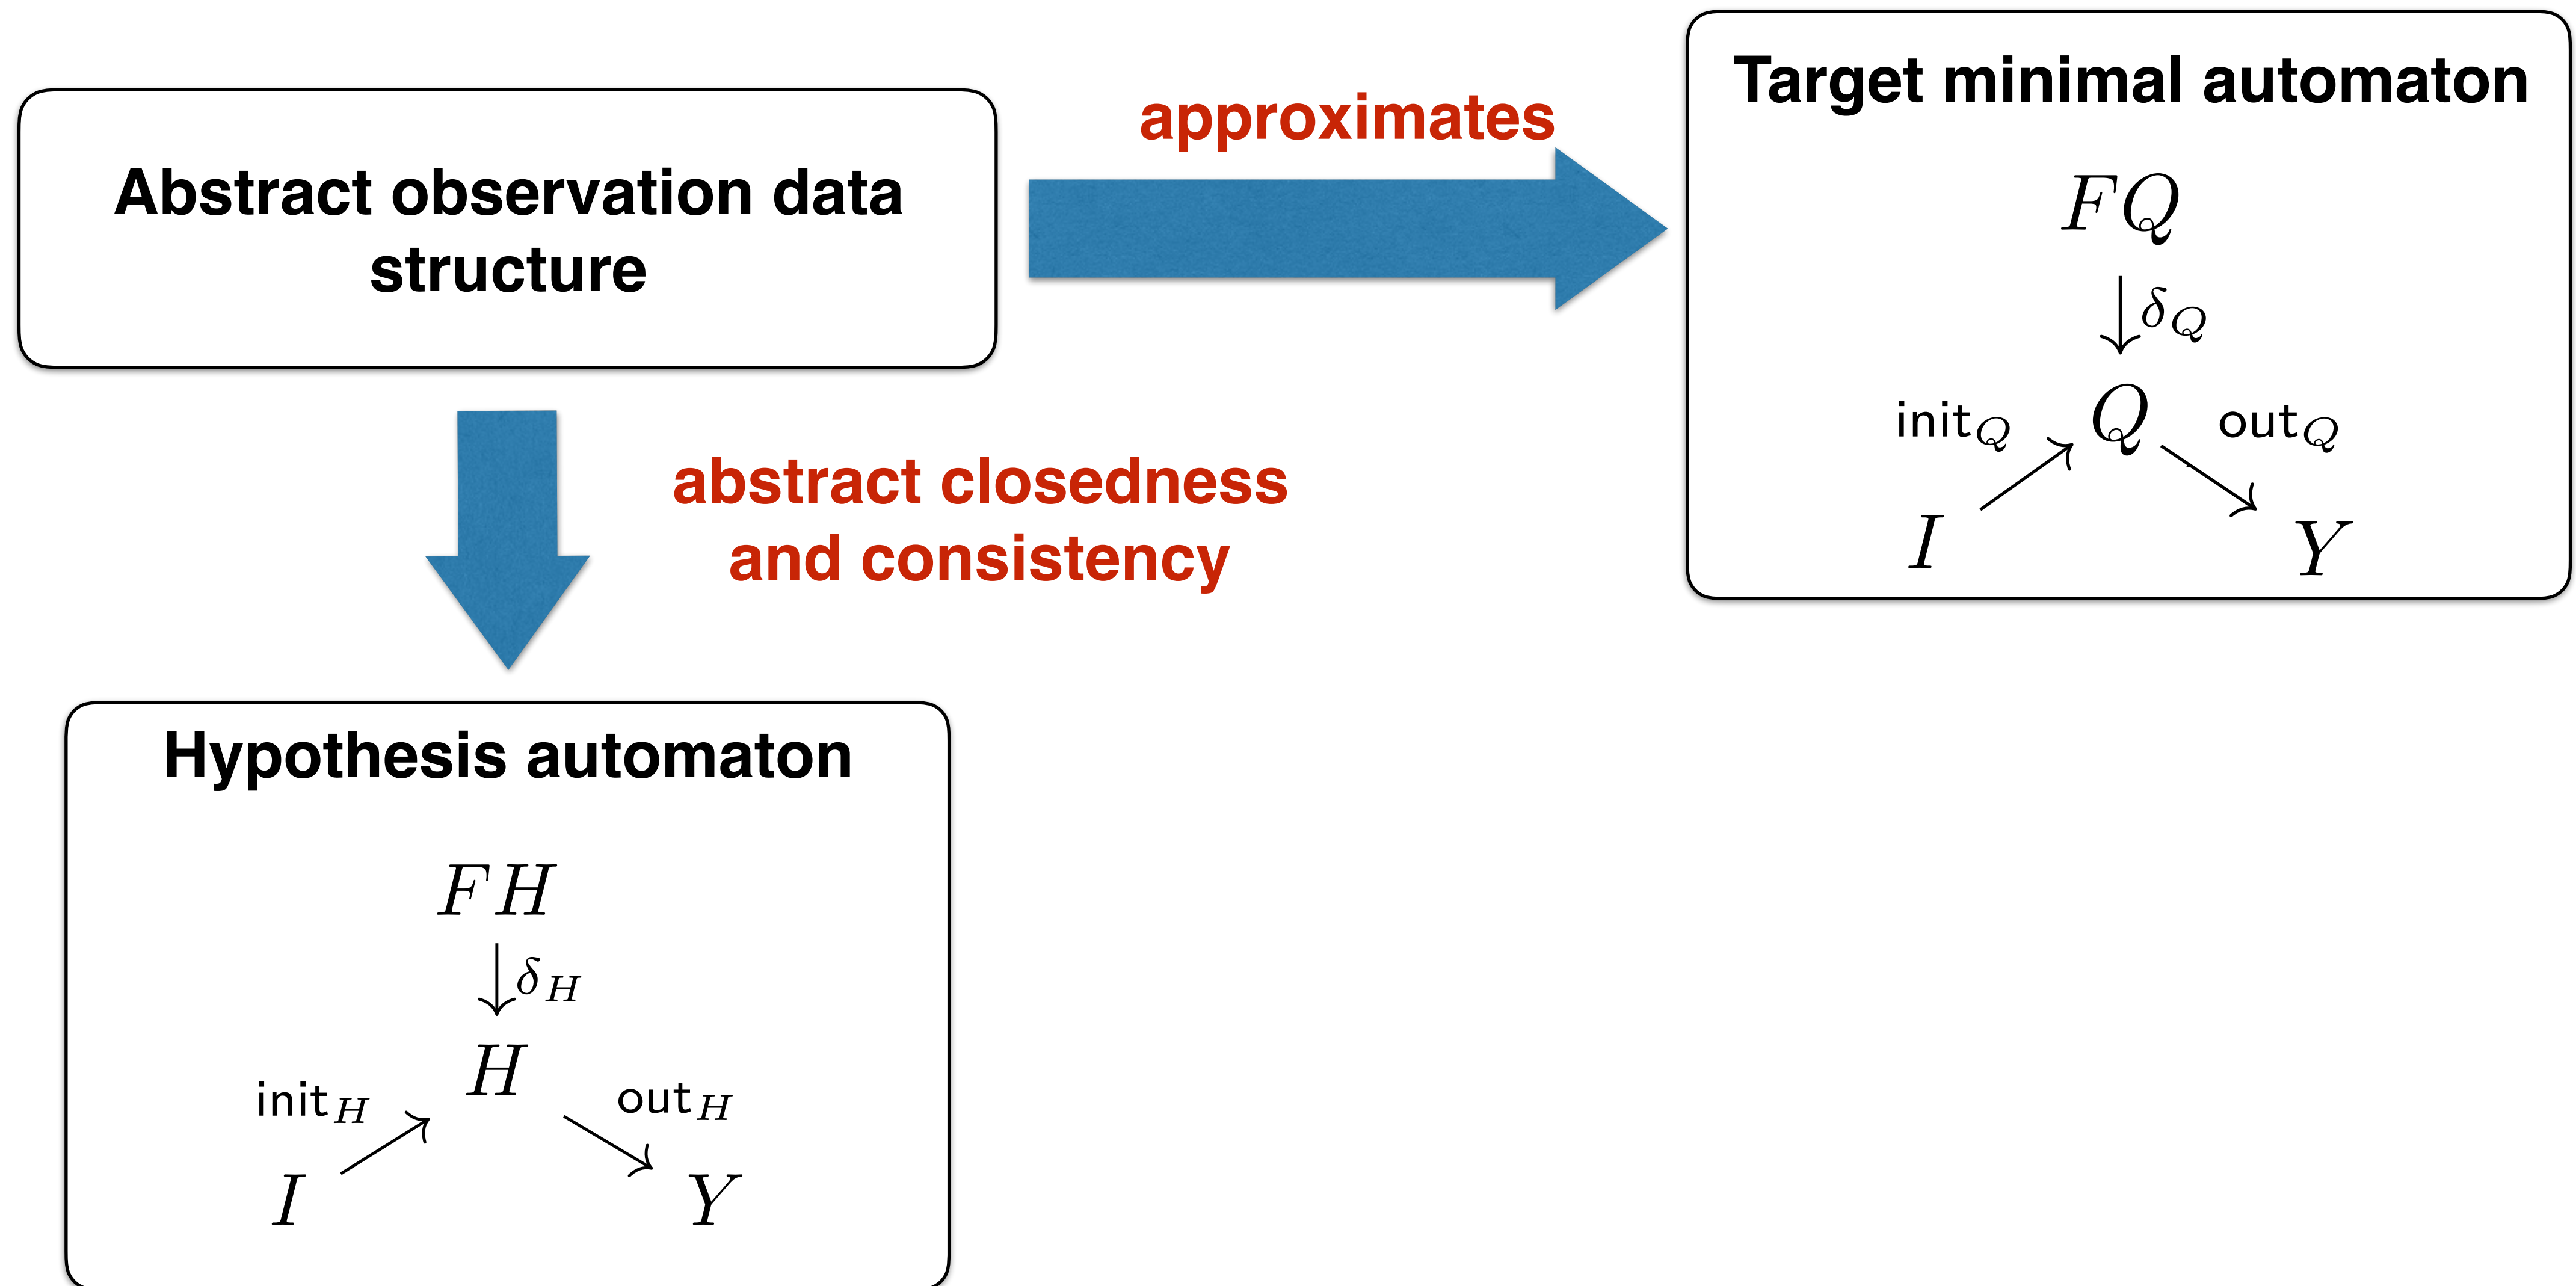 Abstract observation data
structure
approximates
Target minimal automaton
FQ
δ_Q
init_Q
Q
out_Q
I
Y
abstract closedness
and consistency
Hypothesis automaton
FH
δ_H
init_H
H
out_H
I
Y